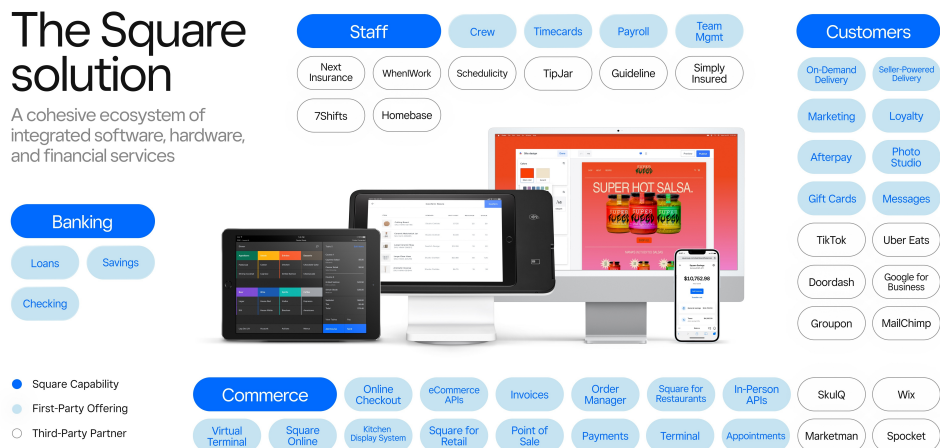 The Square
solution
A cohesive ecosystem of
integrated software, hardware,
and financial services
Staff
Crew
Timecards
Payroll
Team
Mgmt
Next
Insurance
WhenIWork
Schedulicity
TipJar
Guideline
Simply
Insured
7Shifts
Homebase
Customers
On-Demand
Delivery
Seller-Powered
Delivery
Marketing
Loyalty
Afterpay
Photo
Studio
Gift Cards
Messages
TikTok
Uber Eats
Doordash
Google for
Business
Groupon
MailChimp
SkuIQ
Wix
Marketman
Spocket
Banking
Loans
Savings
Checking
SUPER HOT SALSA.
$10,752.98
Square Capability
First-Party Offering
Third-Party Partner
Commerce
Online
Checkout
eCommerce
APIs
Invoices
Order
Manager
Square for
Restaurants
In-Person
APIs
Virtual
Terminal
Square
Online
Kitchen
Display System
Square for
Retail
Point of
Sale
Payments
Terminal
Appointments